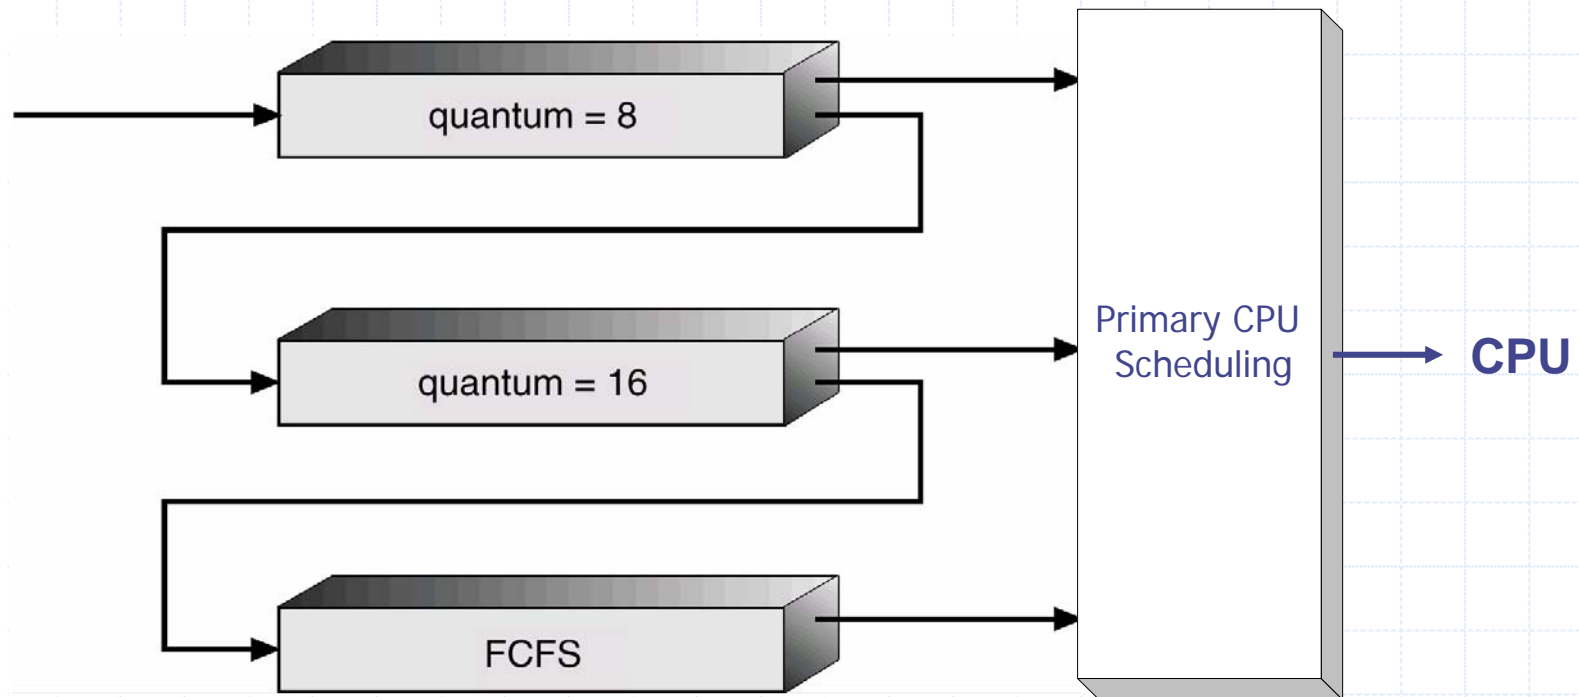 quantum = 8
quantum = 16
Primary CPU
Scheduling
CPU
FCFS